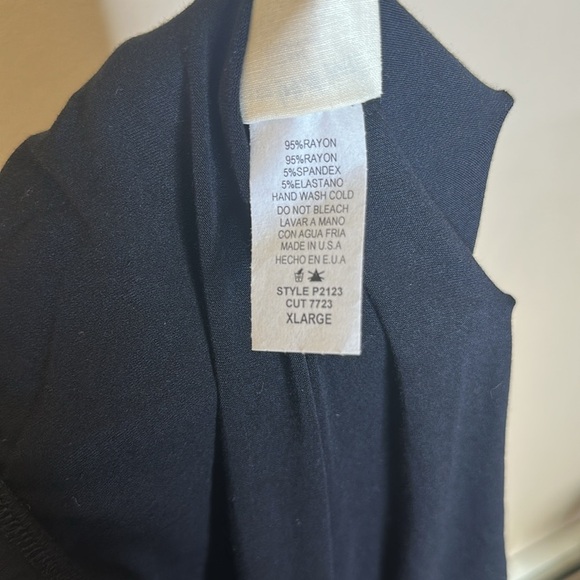 95%RAYON
95%RAYON
5%SPANDEX
5%ELASTANO
HAND WASH COLD
DO NOT BLEACH
LAVAR A MANO
CON AGUA FRIA
MADE IN U.S.A
HECHO EN E.U.A
STYLE P2123
CUT 7723
XLARGE